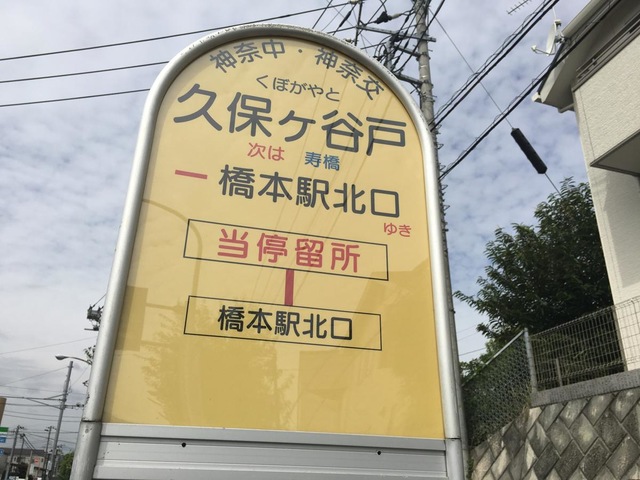 神奈中・神奈交
くぼがやと
久保ヶ谷戸
次は 寿橋
橋本駅北口
ゆき
当停留所
橋本駅北口